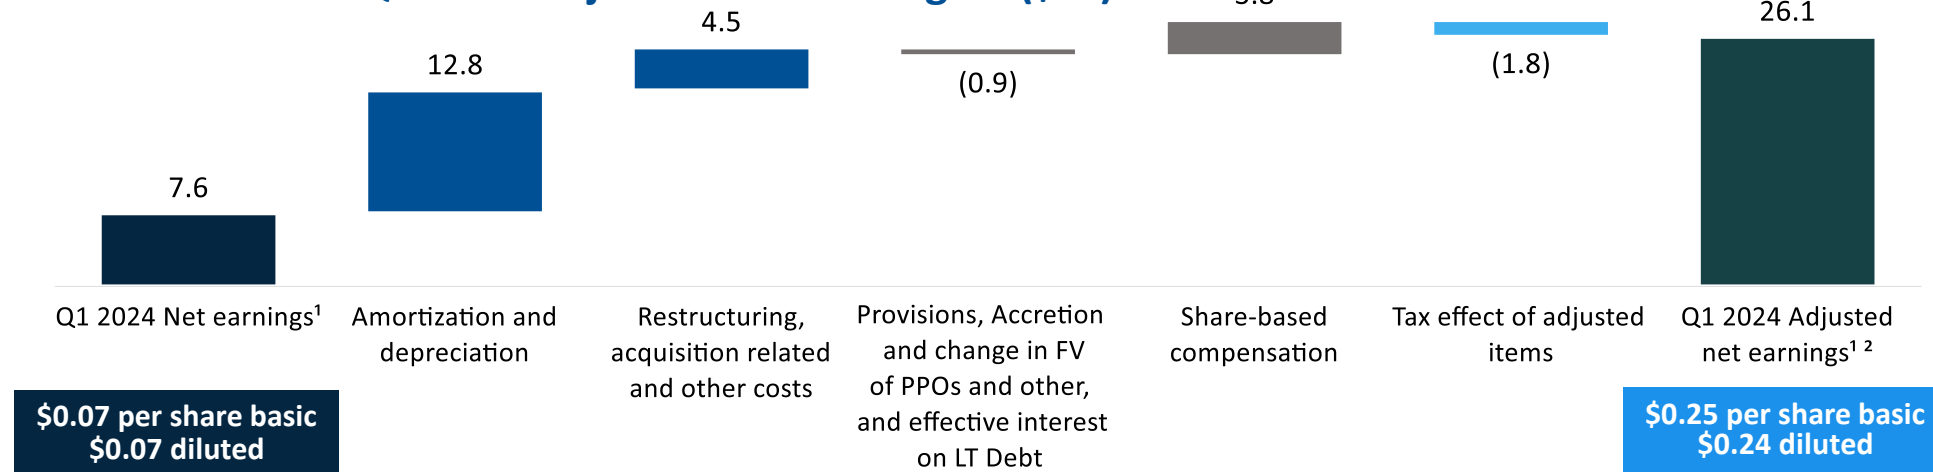 4.5
26.1
12.8
(0.9)
(1.8)
7.6
Q1 2024 Net earnings¹
Amortization and
depreciation
Restructuring,
acquisition related
and other costs
Provisions, Accretion
and change in FV
of PPOs and other,
and effective interest
on LT Debt
Share-based
compensation
Tax effect of adjusted
items
Q1 2024 Adjusted
net earnings¹ ²
$0.07 per share basic
$0.07 diluted
$0.25 per share basic
$0.24 diluted